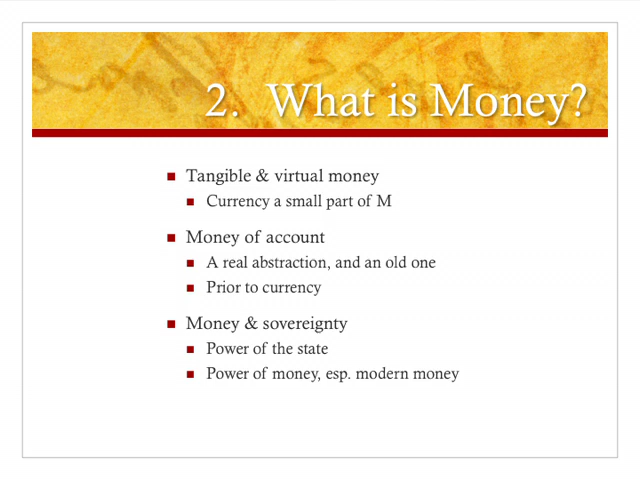 2. What is Money?
Tangible & virtual money
Currency a small part of M
Money of account
A real abstraction, and an old one
Prior to currency
Money & sovereignty
Power of the state
Power of money, esp. modern money